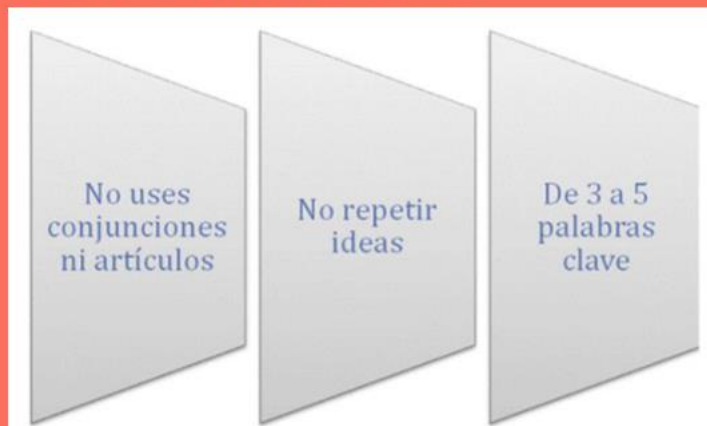 No uses
conjunciones
ni artículos
No repetir
ideas
De 3 a 5
palabras
clave